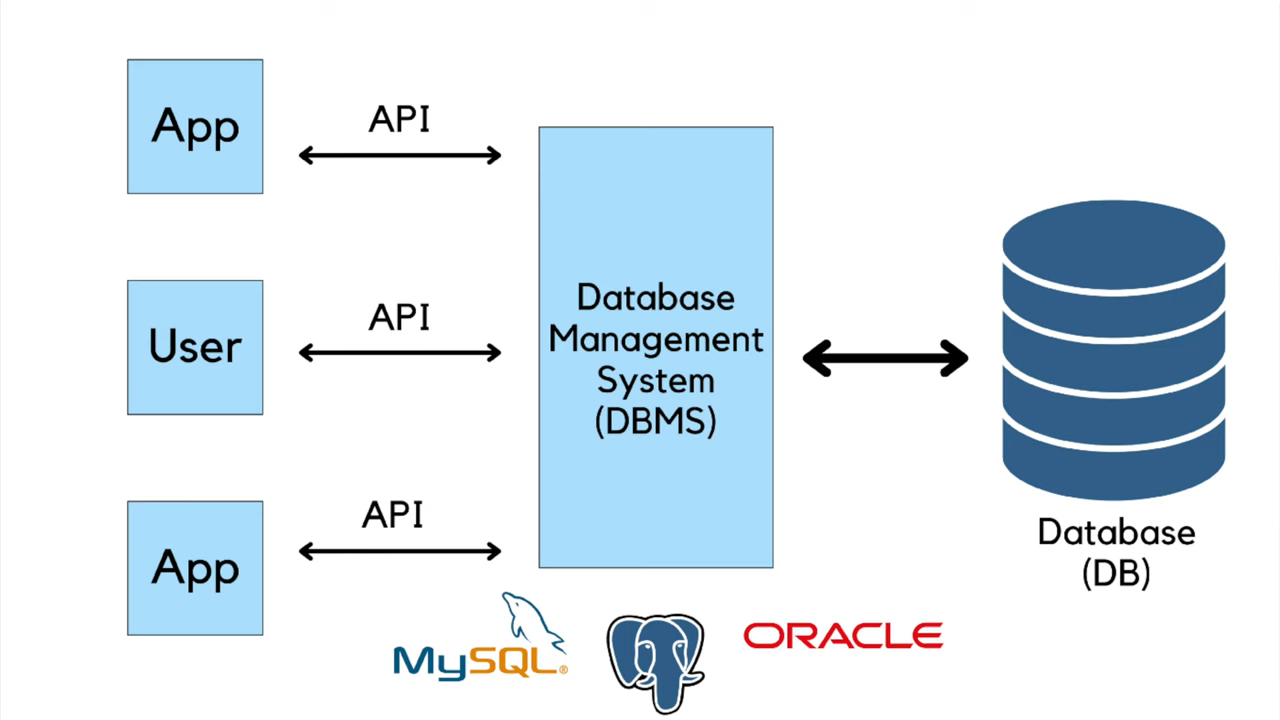 App
API
User
API
App
API
Database
Management
System
(DBMS)
Database
(DB)
MySQL®
ORACLE